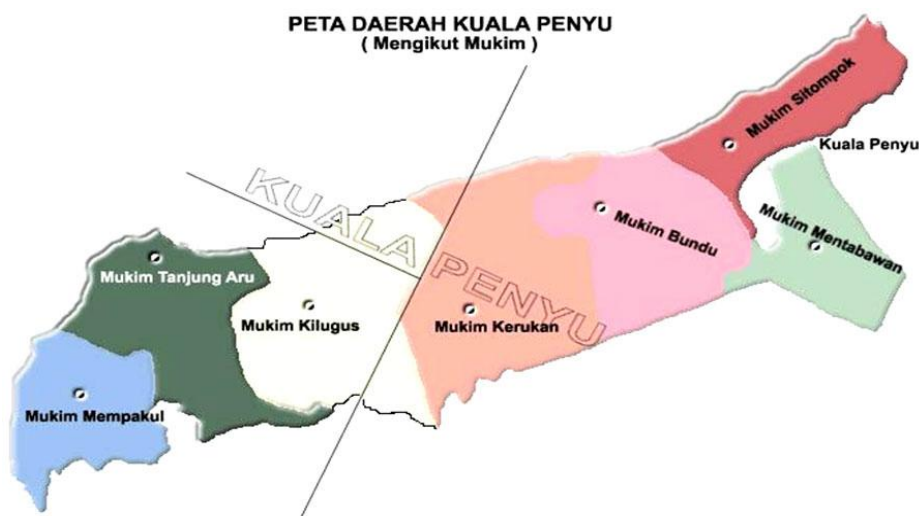 PETA DAERAH KUALA PENYU
( Mengikut Mukim )
Mukim Sitompok
Kuala Penyu
KUALA PENYU
Mukim Bundu
Mukim Mentabawan
Mukim Tanjung Aru
Mukim Kilugus
Mukim Kerukan
Mukim Mempakul